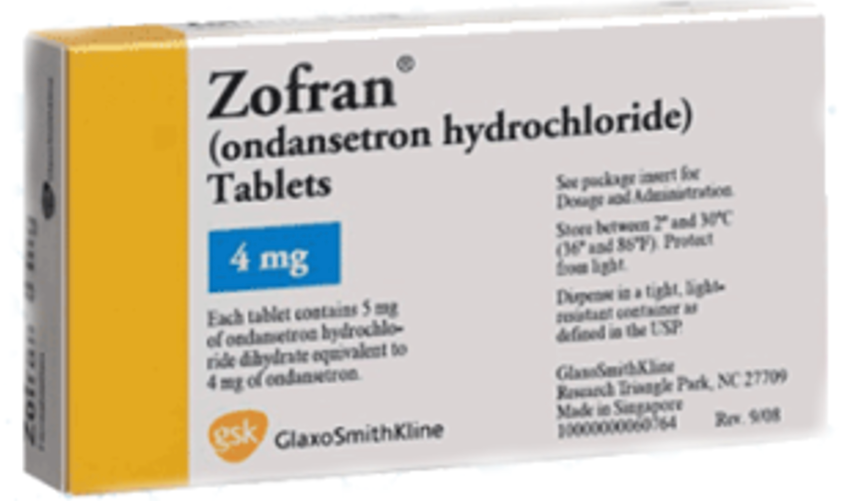 Zofran®
(ondansetron hydrochloride)
Tablets
4 mg
Each tablet contains 5 mg
of ondansetron hydrochlo-
ride dihydrate equivalent to
4 mg of ondansetron.
gsk GlaxoSmithKline
See package insert for
Dosage and Administration.
Store between 2° and 30°C
(36° and 86°F). Protect
from light.
Dispense in a tight, light-
resistant container as
defined in the USP.
GlaxoSmithKline
Research Triangle Park, NC 27709
Made in Singapore
10000000060764 Rev. 9/08